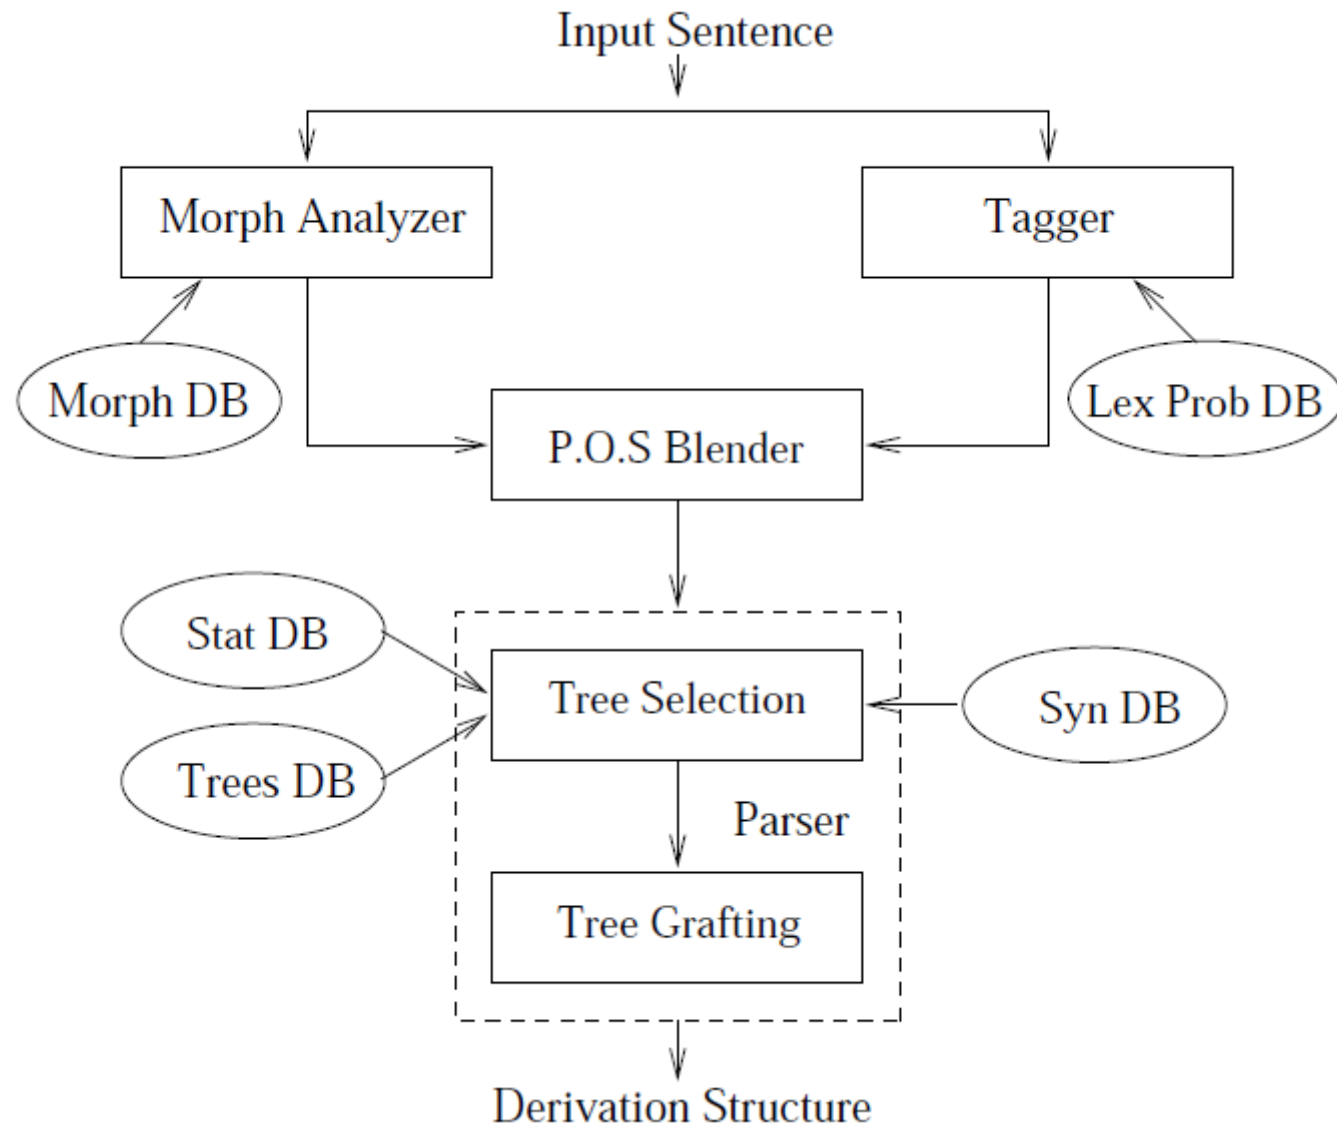 Input Sentence
Morph Analyzer
Tagger
Morph DB
Lex Prob DB
P.O.S Blender
Stat DB
Tree Selection
Syn DB
Trees DB
Parser
Tree Grafting
Derivation Structure